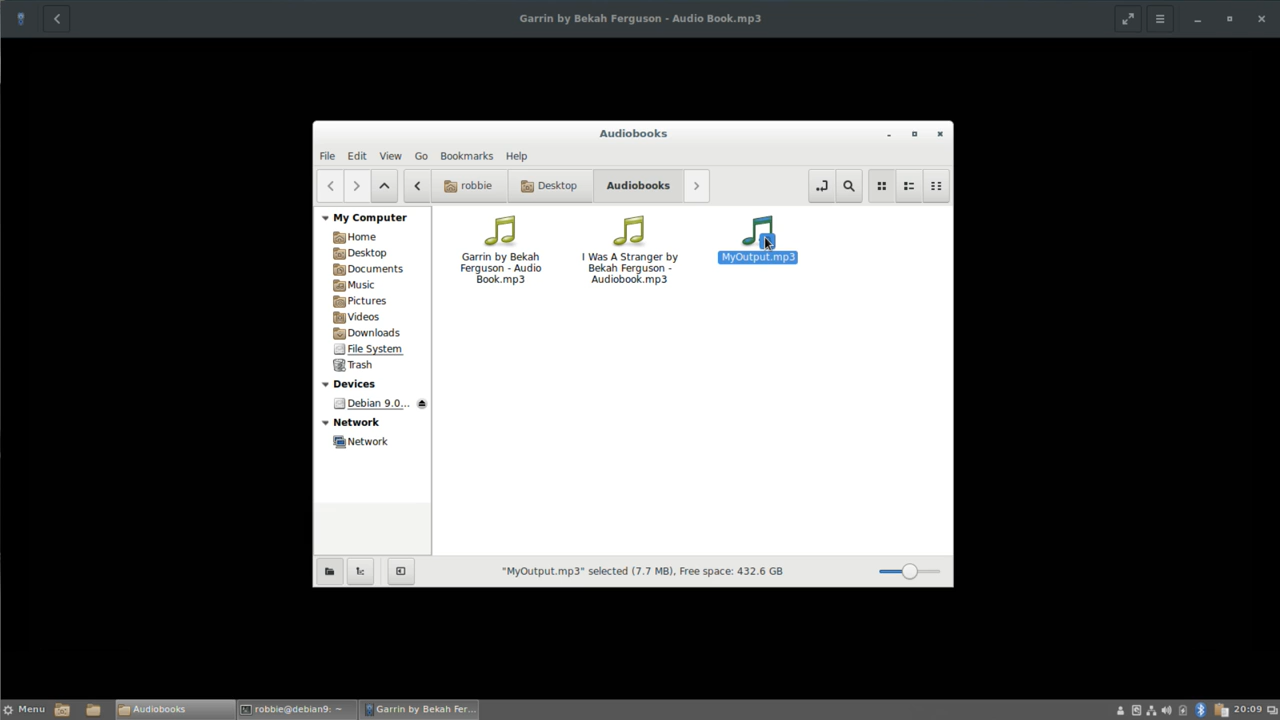 Garrin by Bekah Ferguson - Audio Book.mp3
Audiobooks
File Edit View Go Bookmarks Help
robbie Desktop Audiobooks
My Computer
Home
Desktop
Documents
Music
Pictures
Videos
Downloads
File System
Trash
Devices
Debian 9.0...
Network
Network
Garrin by Bekah
Ferguson - Audio
Book.mp3
I Was A Stranger by
Bekah Ferguson -
Audiobook.mp3
MyOutput.mp3
"MyOutput.mp3" selected (7.7 MB), Free space: 432.6 GB
Menu Audiobooks robbie@debian9: ~ Garrin by Bekah Fer... 20:09